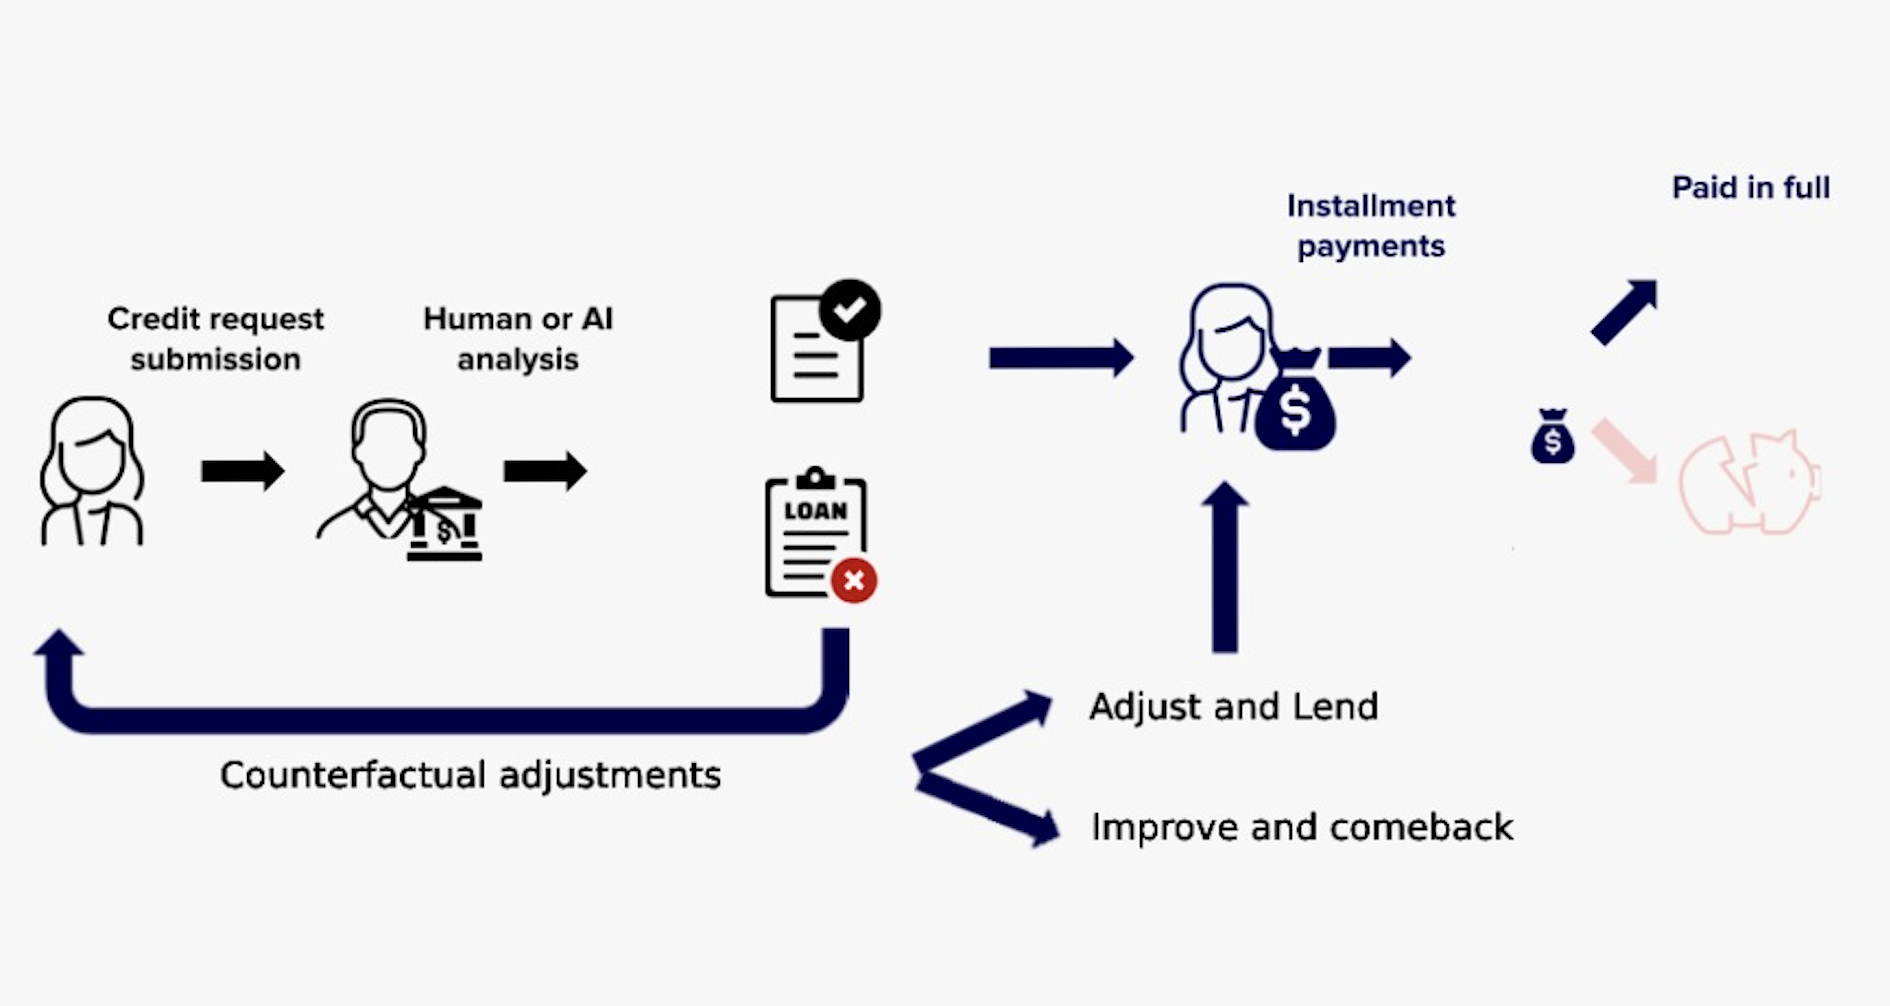 Paid in full
Installment
payments
Credit request
submission
Human or AI
analysis
$
$
LOAN
$
Adjust and Lend
Counterfactual adjustments
Improve and comeback